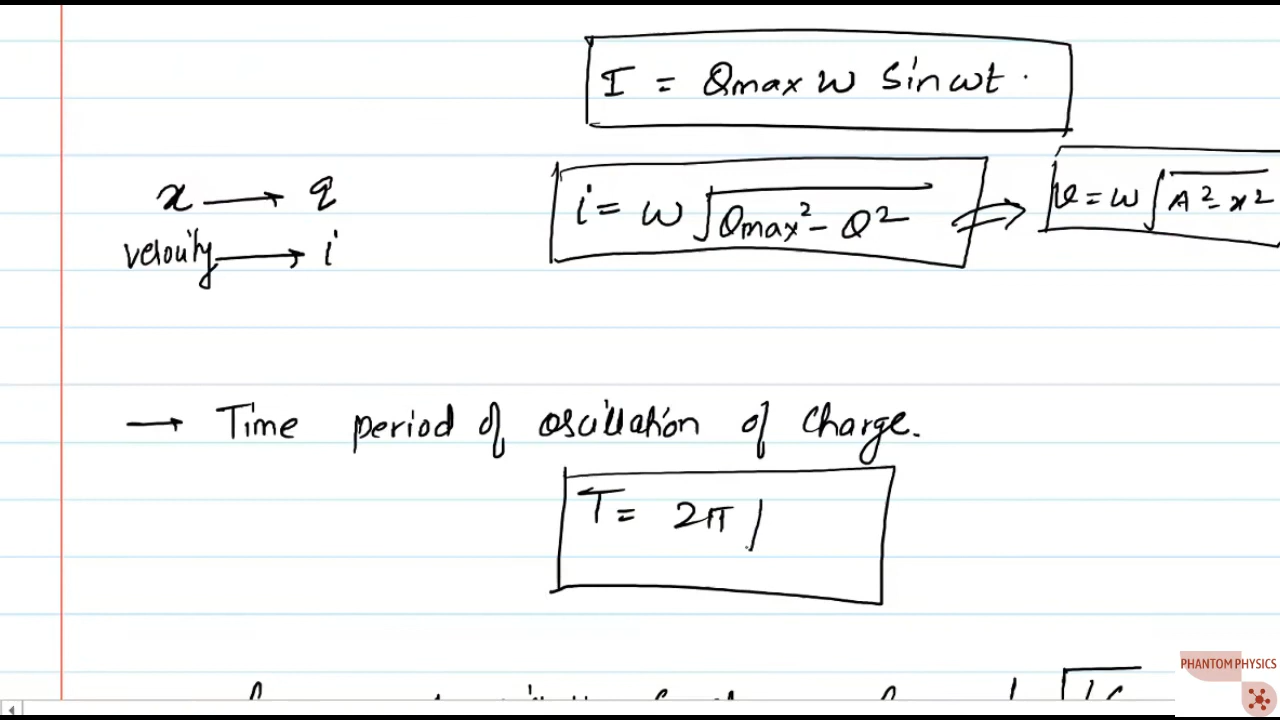 I = Qmax ω Sin ωt .
x → q
i = ω √Qmax² - Q² ⇒ v = ω √A² - x²
velocity → i
→ Time period of oscillation of charge.
T = 2π /
PHANTOM PHYSICS